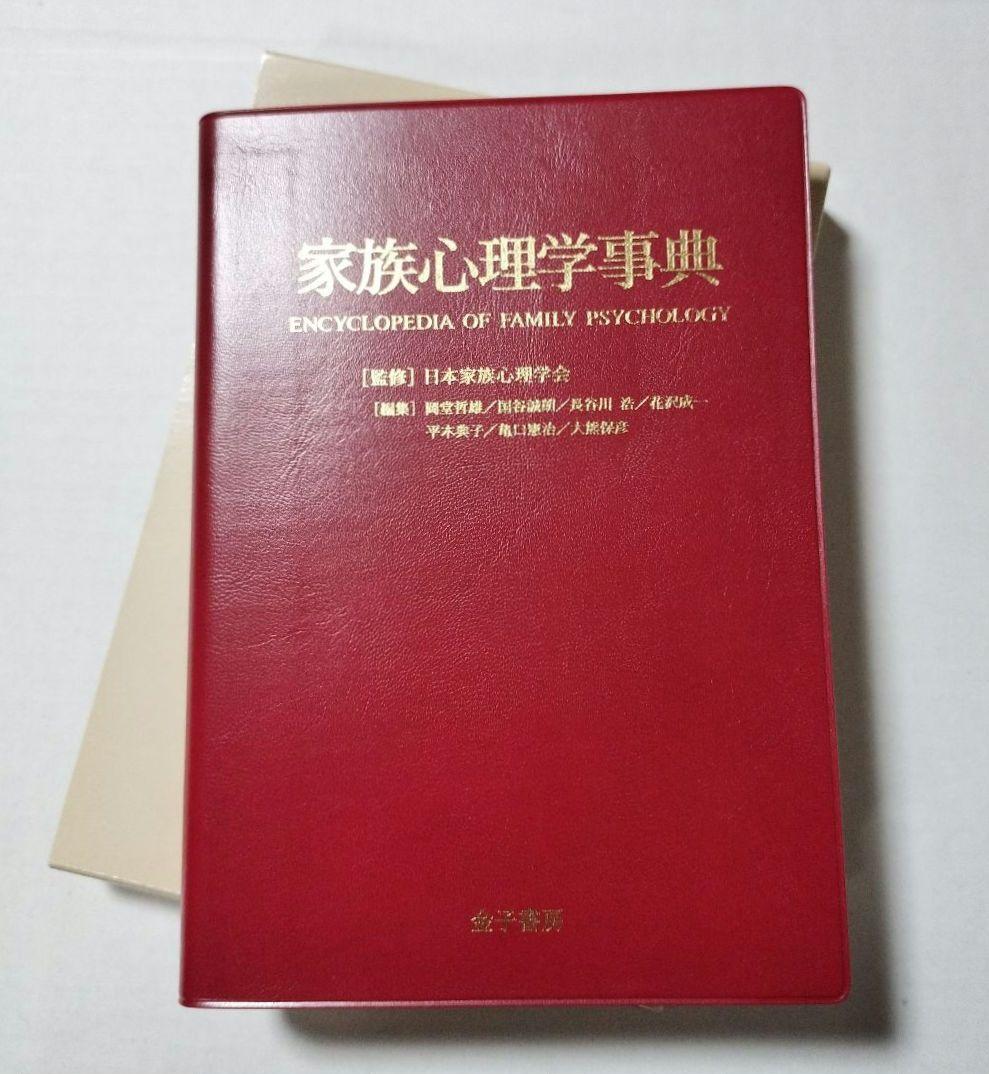 家族心理学事典
ENCYCLOPEDIA OF FAMILY PSYCHOLOGY
［監修］日本家族心理学会
［編集］岡堂哲雄／国谷誠朗／長谷川 浩／花沢成一
平木典子／亀口憲治／大熊保彦
金子書房